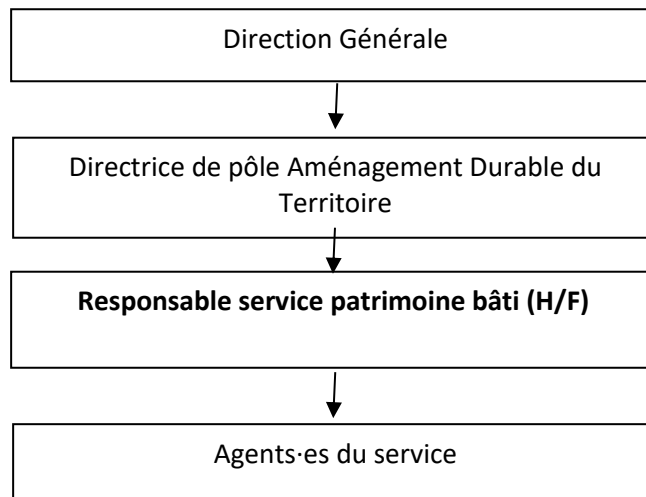 Direction Générale
Directrice de pôle Aménagement Durable du
Territoire
Responsable service patrimoine bâti (H/F)
Agents·es du service